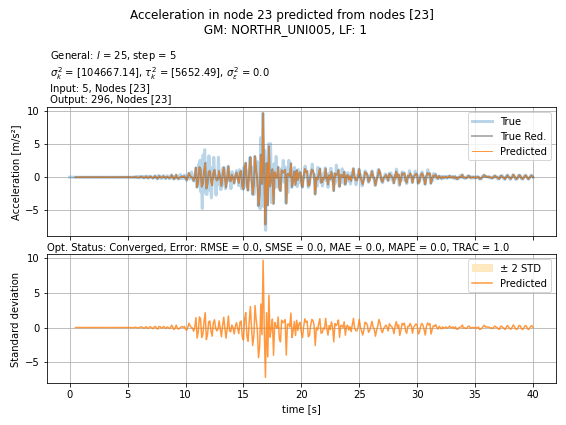 Acceleration in node 23 predicted from nodes [23]
GM: NORTHR_UNI005, LF: 1
General: l = 25, step = 5
σ²ₖ = [104667.14], τ²ₖ = [5652.49], σ²ₑ = 0.0
Input: 5, Nodes [23]
Output: 296, Nodes [23]
10
5
0
−5
Acceleration [m/s²]
True
True Red.
Predicted
Opt. Status: Converged, Error: RMSE = 0.0, SMSE = 0.0, MAE = 0.0, MAPE = 0.0, TRAC = 1.0
10
5
0
−5
Standard deviation
± 2 STD
Predicted
0 5 10 15 20 25 30 35 40
time [s]